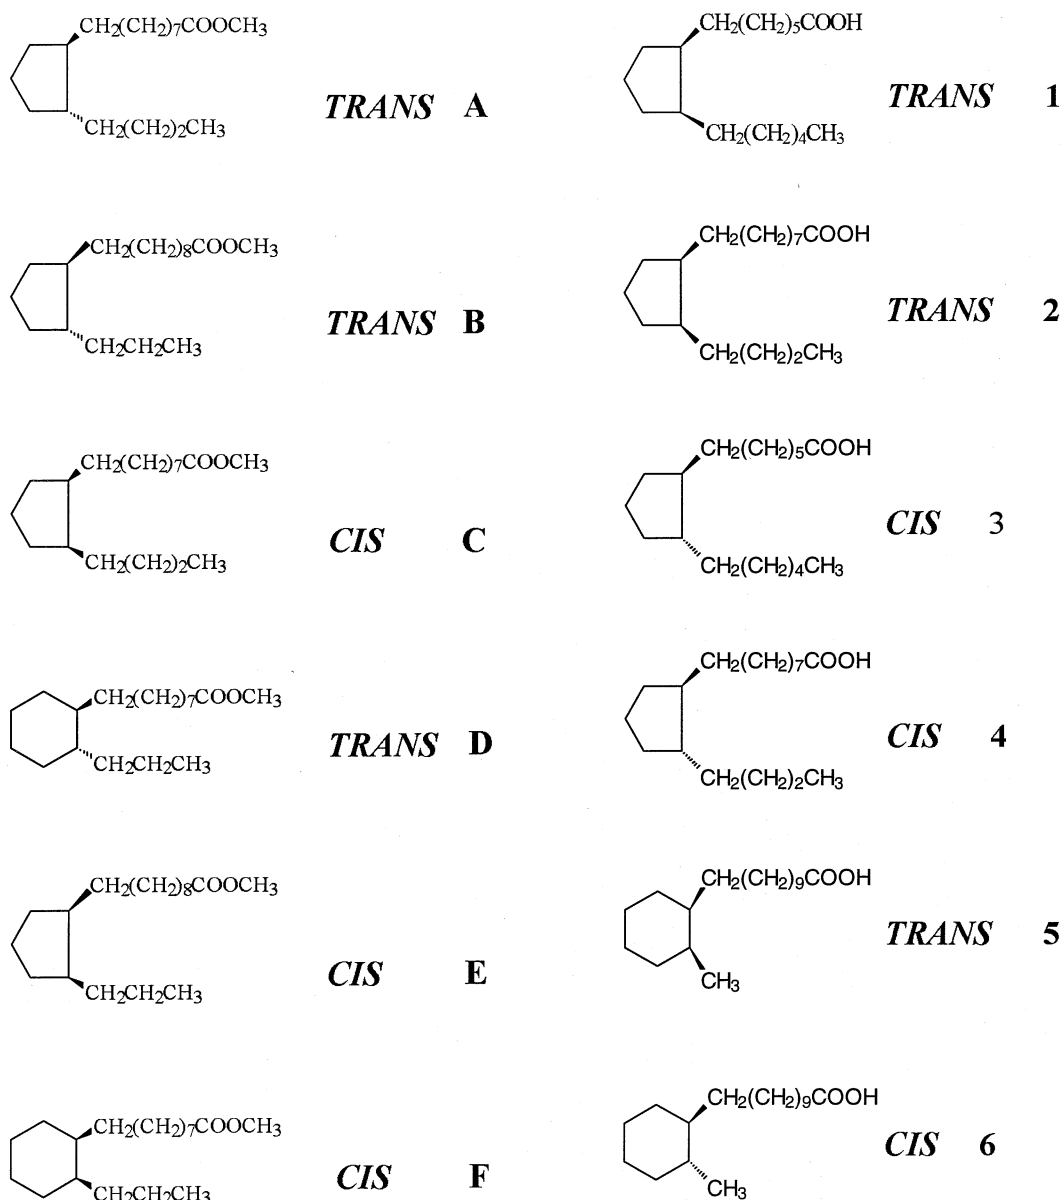 CH2(CH2)7COOCH3
TRANS A
CH2(CH2)2CH3
CH2(CH2)5COOH
TRANS 1
CH2(CH2)4CH3
CH2(CH2)8COOCH3
TRANS B
CH2CH2CH3
CH2(CH2)7COOH
TRANS 2
CH2(CH2)2CH3
CH2(CH2)7COOCH3
CIS C
CH2(CH2)2CH3
CH2(CH2)5COOH
CIS 3
CH2(CH2)4CH3
CH2(CH2)7COOCH3
TRANS D
CH2CH2CH3
CH2(CH2)7COOH
CIS 4
CH2(CH2)2CH3
CH2(CH2)8COOCH3
CIS E
CH2CH2CH3
CH2(CH2)9COOH
TRANS 5
CH3
CH2(CH2)7COOCH3
CIS F
CH2CH2CH3
CH2(CH2)9COOH
CIS 6
CH3